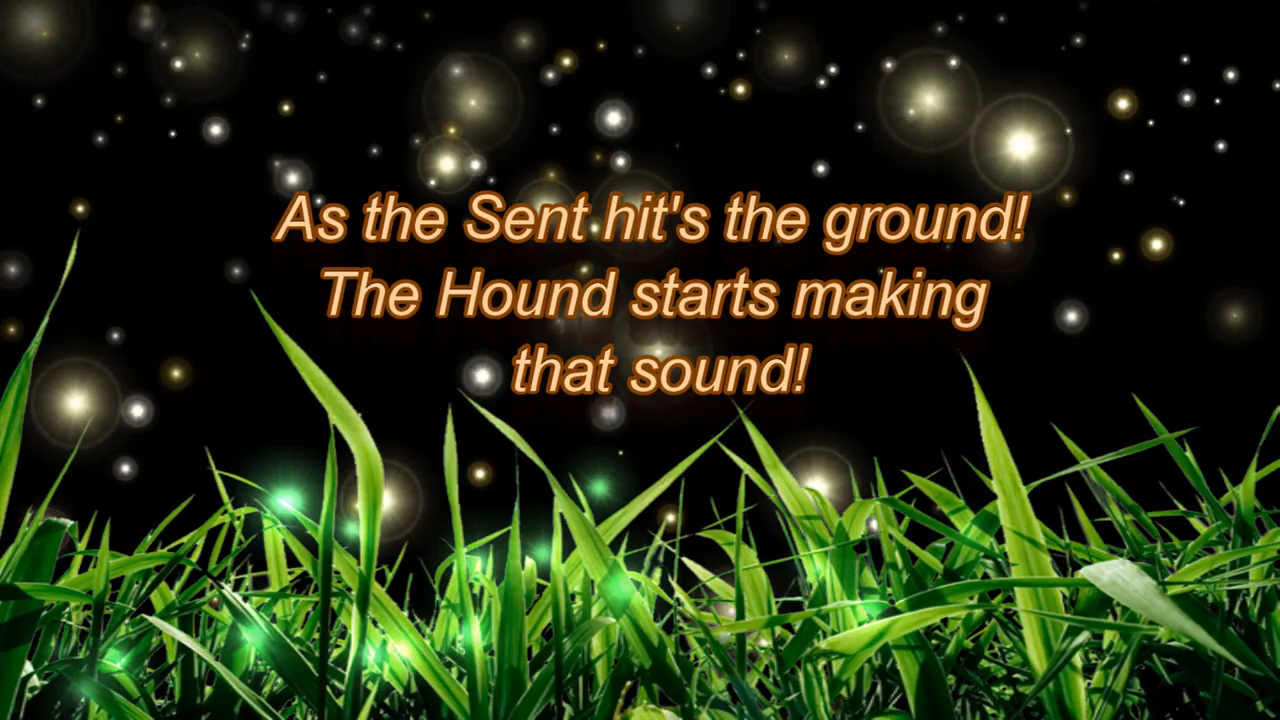 As the Sent hit's the ground!
The Hound starts making
that sound!